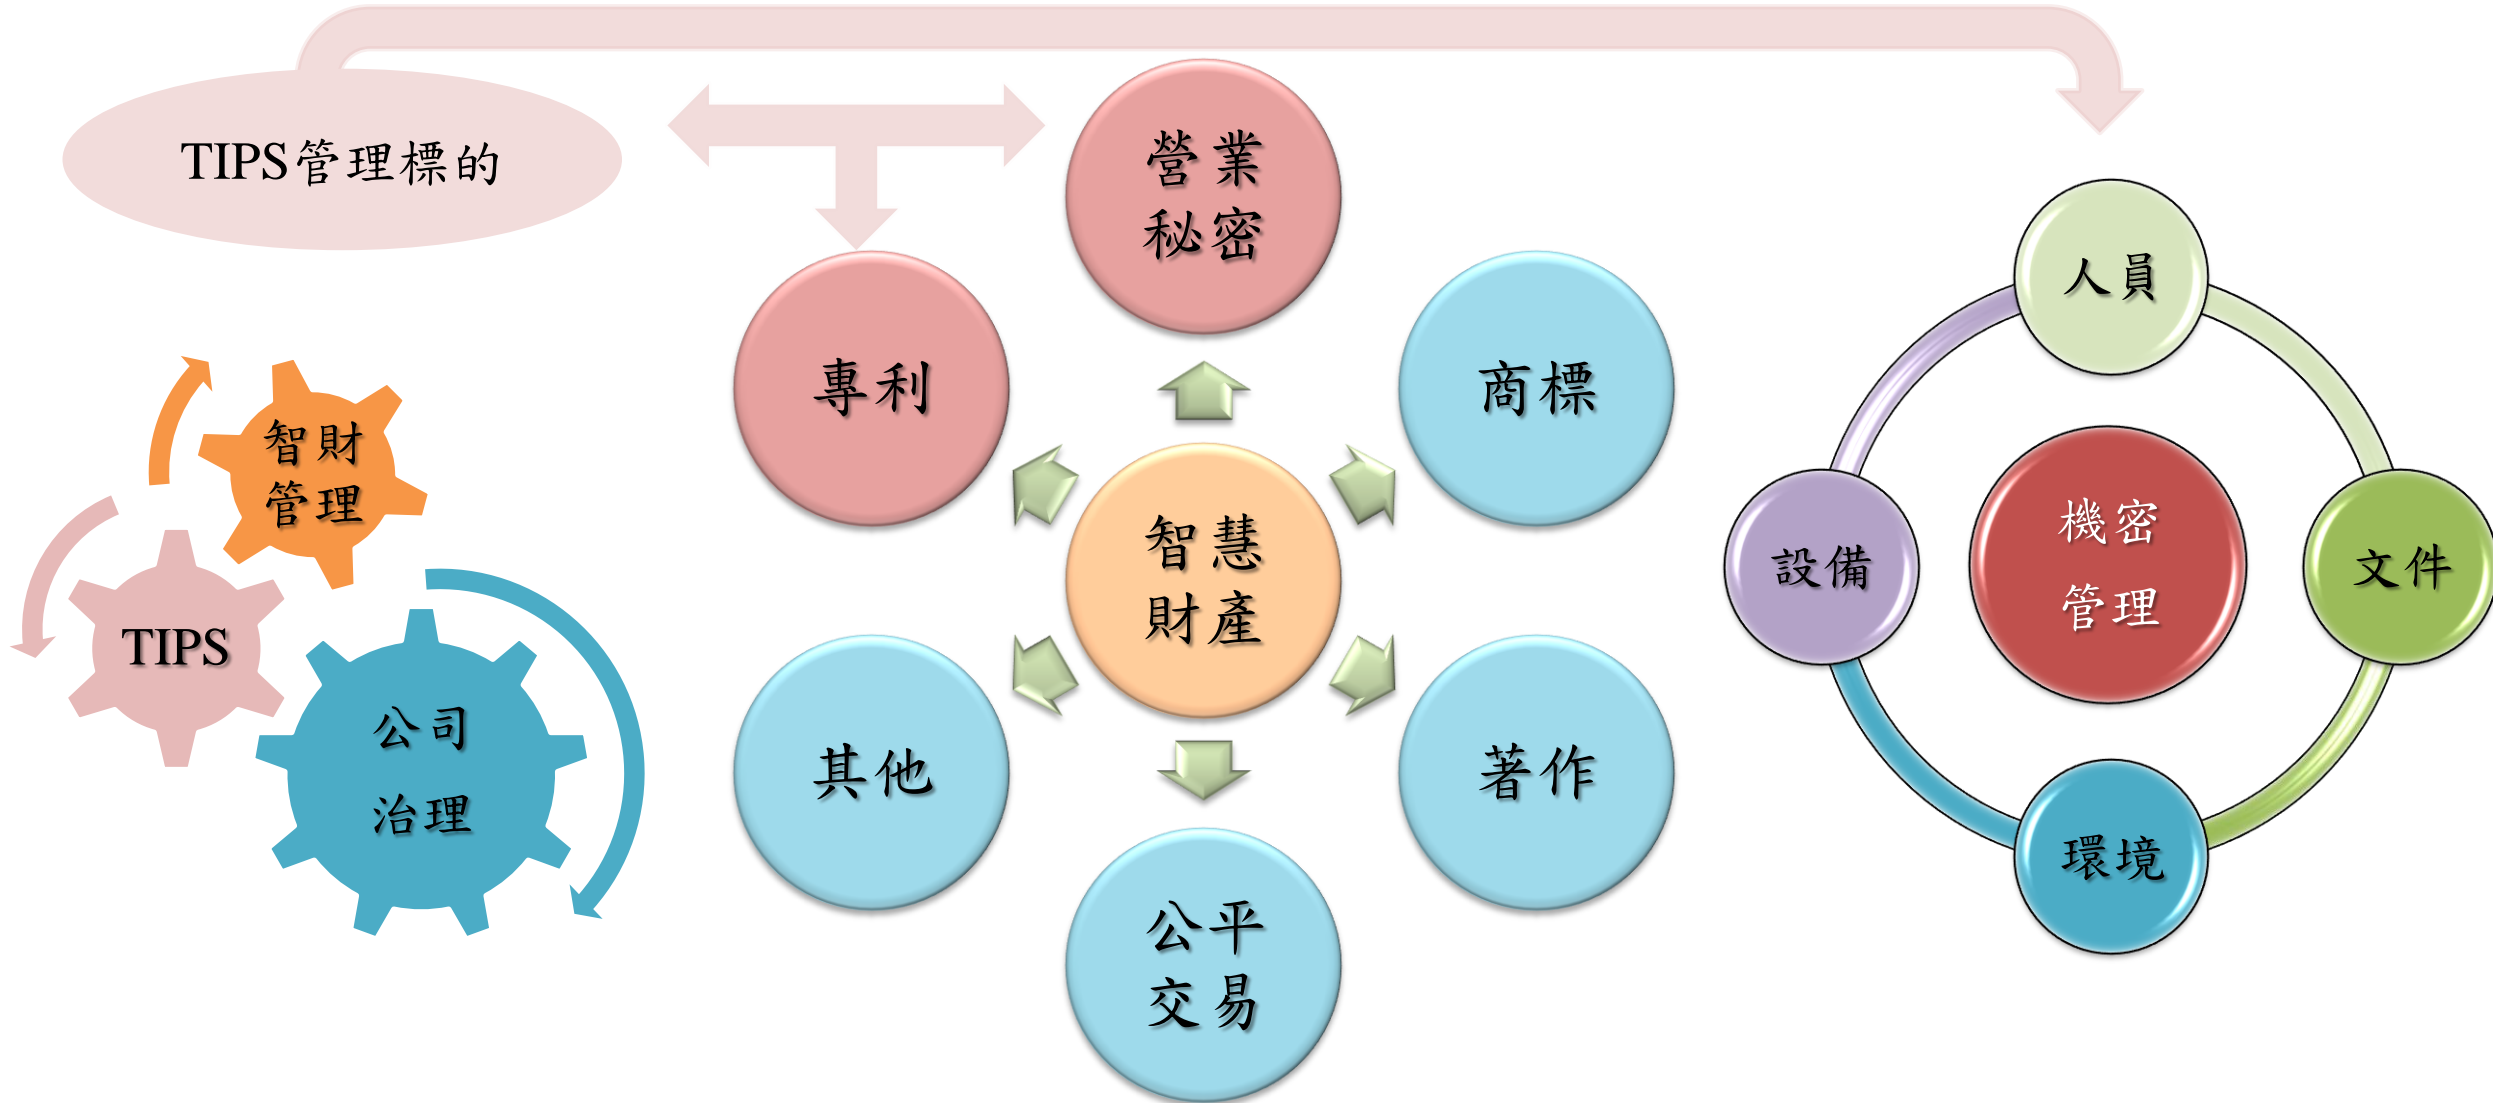 TIPS管理標的
智財
管理
TIPS
公司
治理
營業
秘密
專利
商標
智慧
財產
其他
著作
公平
交易
人員
設備
機密
管理
文件
環境